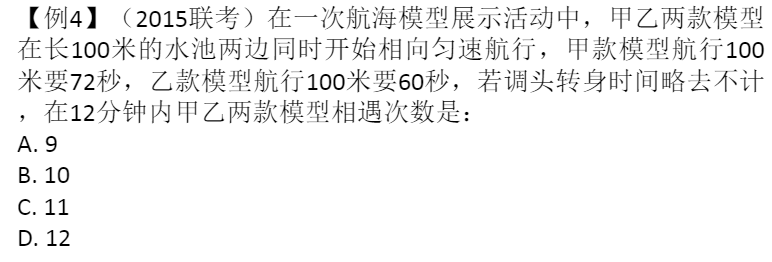 【例4】（2015联考）在一次航海模型展示活动中，甲乙两款模型
在长100米的水池两边同时开始相向匀速航行，甲款模型航行100
米要72秒，乙款模型航行100米要60秒，若调头转身时间略去不计
，在12分钟内甲乙两款模型相遇次数是：
A. 9
B. 10
C. 11
D. 12